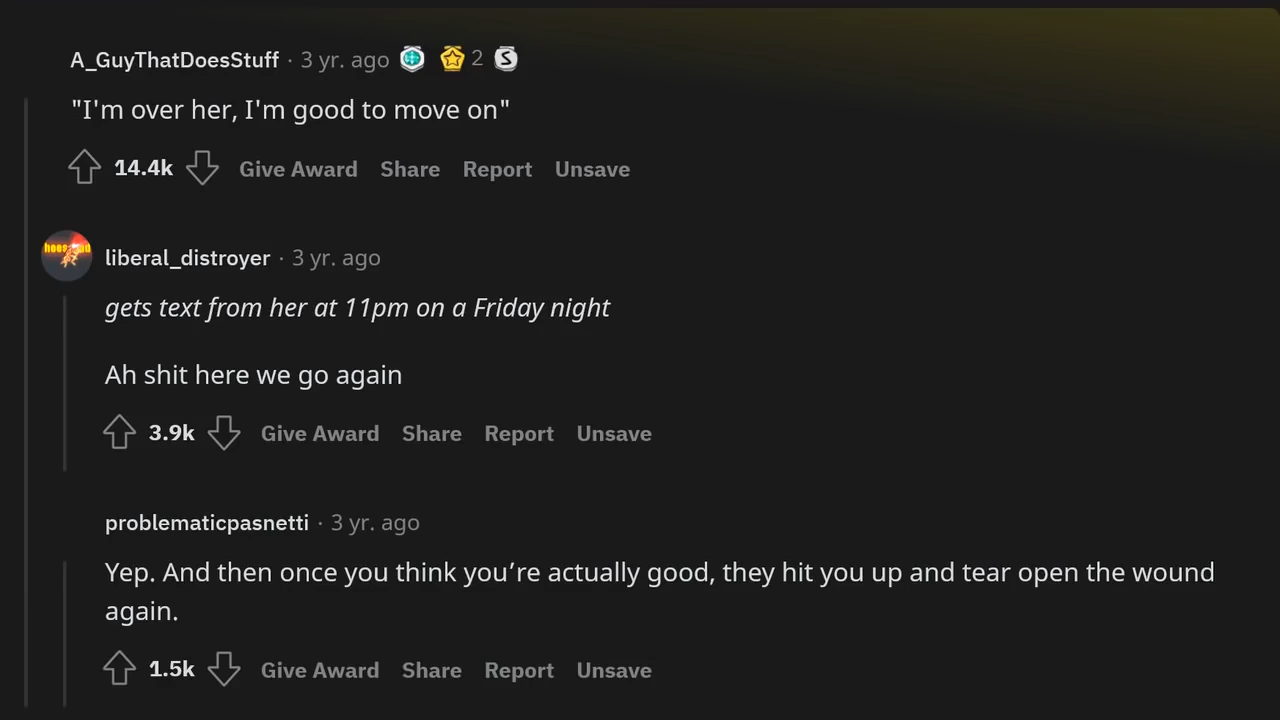 A_GuyThatDoesStuff · 3 yr. ago 2 S
"I'm over her, I'm good to move on"
14.4k Give Award Share Report Unsave
liberal_distroyer · 3 yr. ago
gets text from her at 11pm on a Friday night
Ah shit here we go again
3.9k Give Award Share Report Unsave
problematicpasnetti · 3 yr. ago
Yep. And then once you think you’re actually good, they hit you up and tear open the wound
again.
1.5k Give Award Share Report Unsave